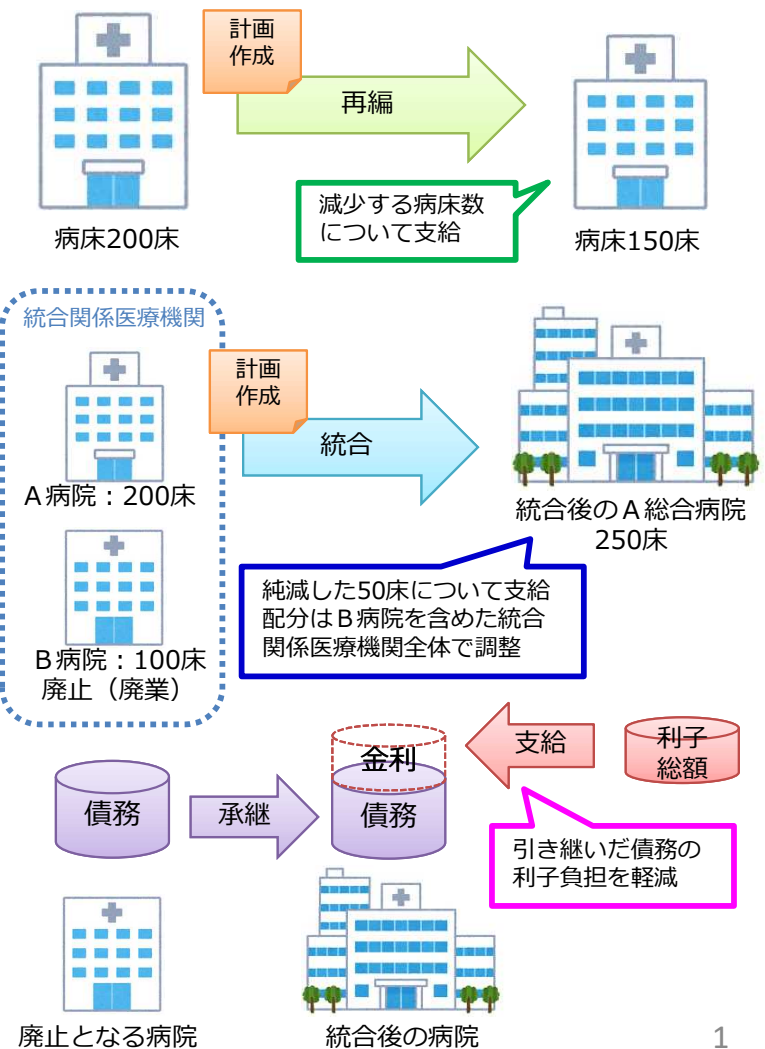 計画
作成
再編
減少する病床数
について支給
病床200床
病床150床
統合関係医療機関
計画
作成
統合
A病院：200床
統合後のA総合病院
250床
B病院：100床
廃止（廃業）
純減した50床について支給
配分はB病院を含めた統合
関係医療機関全体で調整
債務
承継
金利
債務
支給
利子
総額
引き継いだ債務の
利子負担を軽減
廃止となる病院
統合後の病院
1